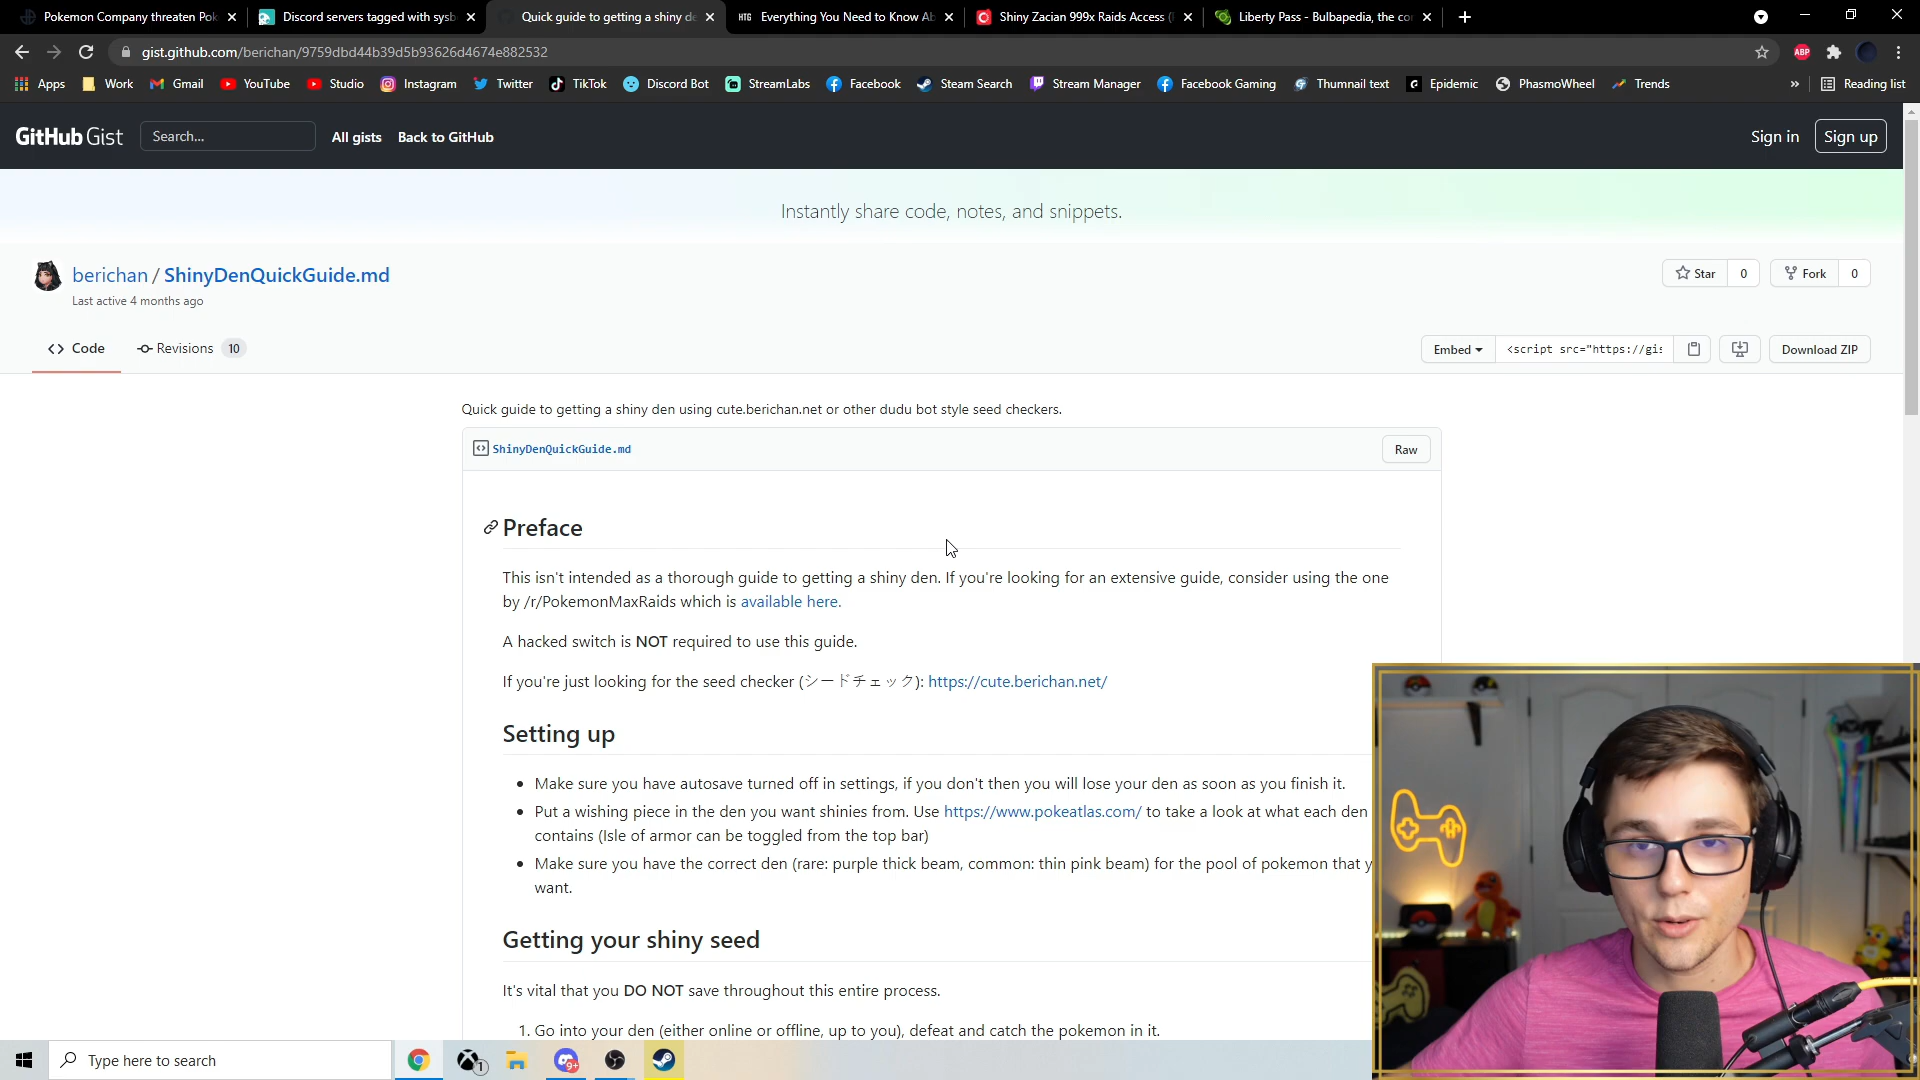 Pokemon Company threaten Pok
Discord servers tagged with sysb
Quick guide to getting a shiny de
HTG Everything You Need to Know Ab
Shiny Zacian 999x Raids Access (
Liberty Pass - Bulbapedia, the co
gist.github.com/berichan/9759dbd44b39d5b93626d4674e882532
ABP
Apps Work Gmail YouTube Studio Instagram Twitter TikTok Discord Bot StreamLabs Facebook Steam Search Stream Manager Facebook Gaming Thumnail text Epidemic PhasmoWheel Trends » Reading list
GitHub Gist Search... All gists Back to GitHub Sign in Sign up
Instantly share code, notes, and snippets.
berichan / ShinyDenQuickGuide.md
Star 0 Fork 0
Last active 4 months ago
<> Code Revisions 10
Embed <script src="https://gis Download ZIP
Quick guide to getting a shiny den using cute.berichan.net or other dudu bot style seed checkers.
ShinyDenQuickGuide.md Raw
Preface
This isn't intended as a thorough guide to getting a shiny den. If you're looking for an extensive guide, consider using the one
by /r/PokemonMaxRaids which is available here.
A hacked switch is NOT required to use this guide.
If you're just looking for the seed checker (シードチェック): https://cute.berichan.net/
Setting up
Make sure you have autosave turned off in settings, if you don't then you will lose your den as soon as you finish it.
Put a wishing piece in the den you want shinies from. Use https://www.pokeatlas.com/ to take a look at what each den
contains (Isle of armor can be toggled from the top bar)
Make sure you have the correct den (rare: purple thick beam, common: thin pink beam) for the pool of pokemon that y
want.
Getting your shiny seed
It's vital that you DO NOT save throughout this entire process.
1. Go into your den (either online or offline, up to you), defeat and catch the pokemon in it.
Type here to search
1
9+